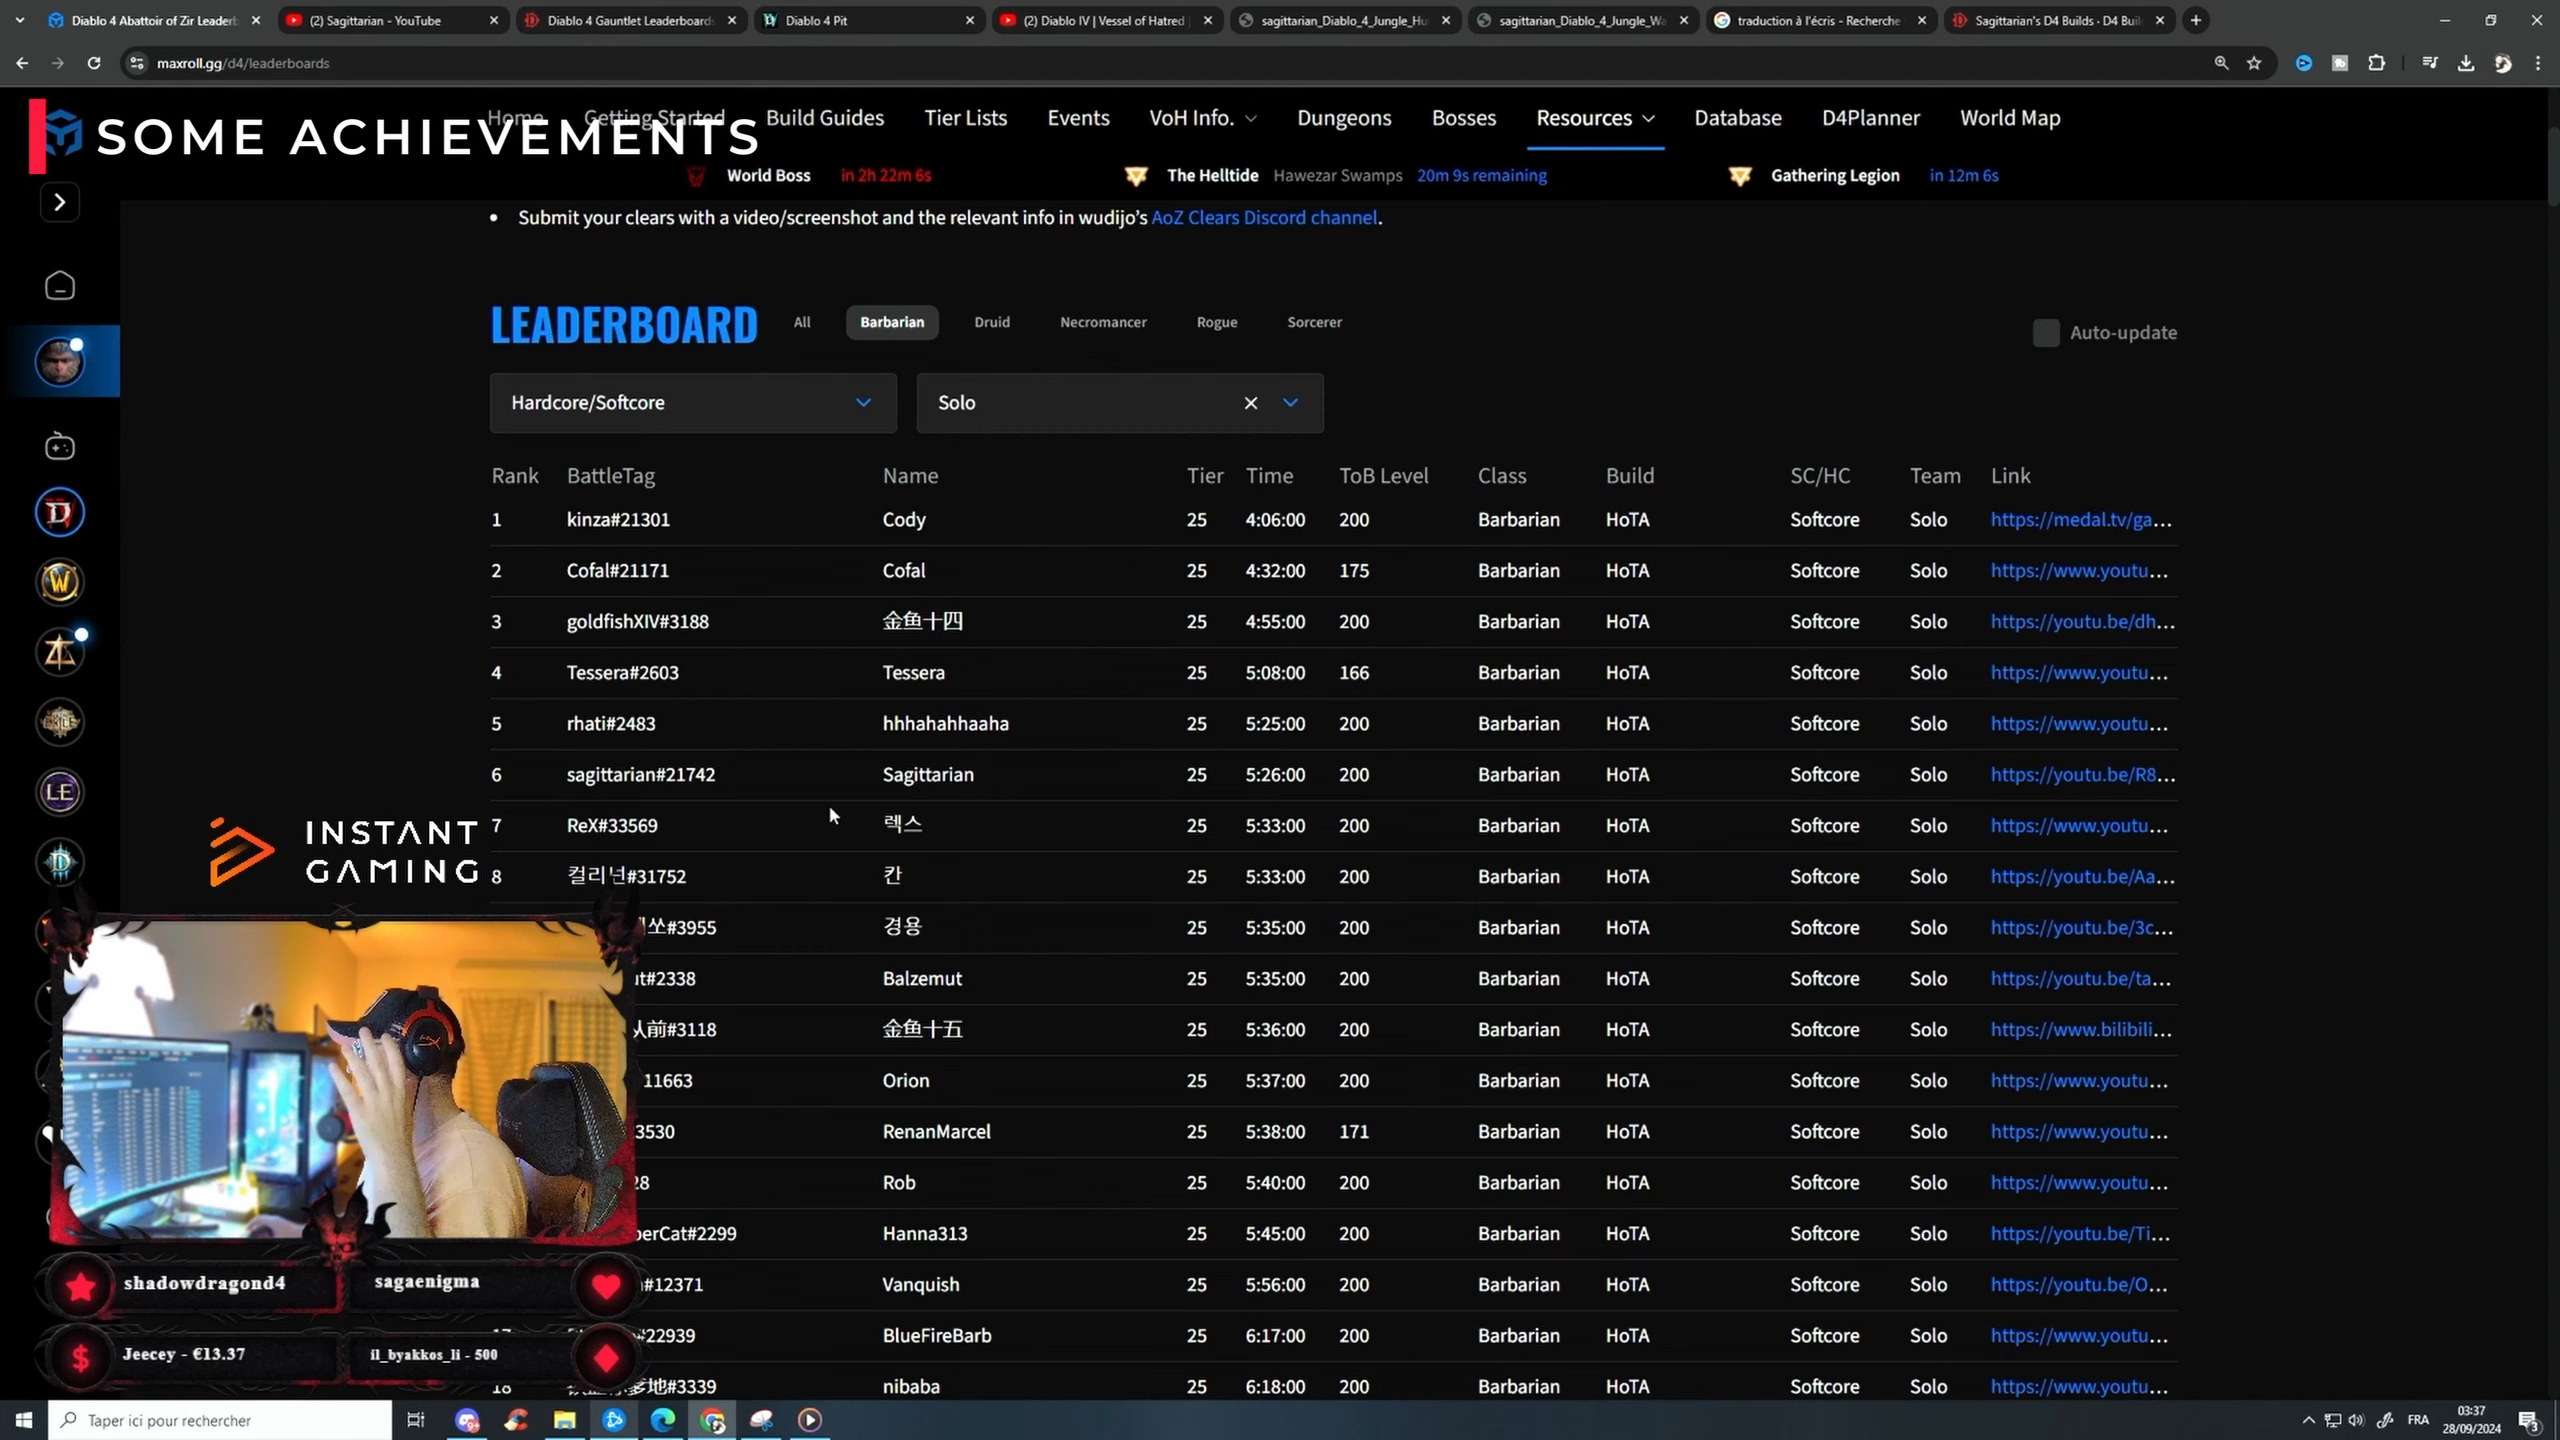 Diablo 4 Abattoir of Zir Leaderb
(2) Sagittarian - YouTube
Diablo 4 Gauntlet Leaderboards
Diablo 4 Pit
(2) Diablo IV | Vessel of Hatred
sagittarian_Diablo_4_Jungle_Hu
sagittarian_Diablo_4_Jungle_Wa
traduction à l'écris - Recherche
Sagittarian's D4 Builds · D4 Buil
maxroll.gg/d4/leaderboards
SOME ACHIEVEMENTS
Home Getting Started Build Guides Tier Lists Events VoH Info. Dungeons Bosses Resources Database D4Planner World Map
World Boss in 2h 22m 6s The Helltide Hawezar Swamps 20m 9s remaining Gathering Legion in 12m 6s
• Submit your clears with a video/screenshot and the relevant info in wudijo's AoZ Clears Discord channel.
LEADERBOARD All Barbarian Druid Necromancer Rogue Sorcerer Auto-update
Hardcore/Softcore Solo
Rank BattleTag Name Tier Time ToB Level Class Build SC/HC Team Link
1 kinza#21301 Cody 25 4:06:00 200 Barbarian HoTA Softcore Solo https://medal.tv/ga...
2 Cofal#21171 Cofal 25 4:32:00 175 Barbarian HoTA Softcore Solo https://www.youtu...
3 goldfishXIV#3188 金鱼十四 25 4:55:00 200 Barbarian HoTA Softcore Solo https://youtu.be/dh...
4 Tessera#2603 Tessera 25 5:08:00 166 Barbarian HoTA Softcore Solo https://www.youtu...
5 rhati#2483 hhhahahhaaha 25 5:25:00 200 Barbarian HoTA Softcore Solo https://www.youtu...
6 sagittarian#21742 Sagittarian 25 5:26:00 200 Barbarian HoTA Softcore Solo https://youtu.be/R8...
7 ReX#33569 렉스 25 5:33:00 200 Barbarian HoTA Softcore Solo https://www.youtu...
8 컬리넌#31752 칸 25 5:33:00 200 Barbarian HoTA Softcore Solo https://youtu.be/Aa...
쏘#3955 경용 25 5:35:00 200 Barbarian HoTA Softcore Solo https://youtu.be/3c...
ut#2338 Balzemut 25 5:35:00 200 Barbarian HoTA Softcore Solo https://youtu.be/ta...
前#3118 金鱼十五 25 5:36:00 200 Barbarian HoTA Softcore Solo https://www.bilibili...
11663 Orion 25 5:37:00 200 Barbarian HoTA Softcore Solo https://www.youtu...
3530 RenanMarcel 25 5:38:00 171 Barbarian HoTA Softcore Solo https://www.youtu...
28 Rob 25 5:40:00 200 Barbarian HoTA Softcore Solo https://www.youtu...
berCat#2299 Hanna313 25 5:45:00 200 Barbarian HoTA Softcore Solo https://youtu.be/Ti...
#12371 Vanquish 25 5:56:00 200 Barbarian HoTA Softcore Solo https://youtu.be/O...
#22939 BlueFireBarb 25 6:17:00 200 Barbarian HoTA Softcore Solo https://www.youtu...
18 #3339 nibaba 25 6:18:00 200 Barbarian HoTA Softcore Solo https://www.youtu...
INSTANT
GAMING
shadowdragond4 sagaenigma
Jeecey - €13.37 il_byakkos_li - 500
Taper ici pour rechercher
FRA
03:37
28/09/2024
3